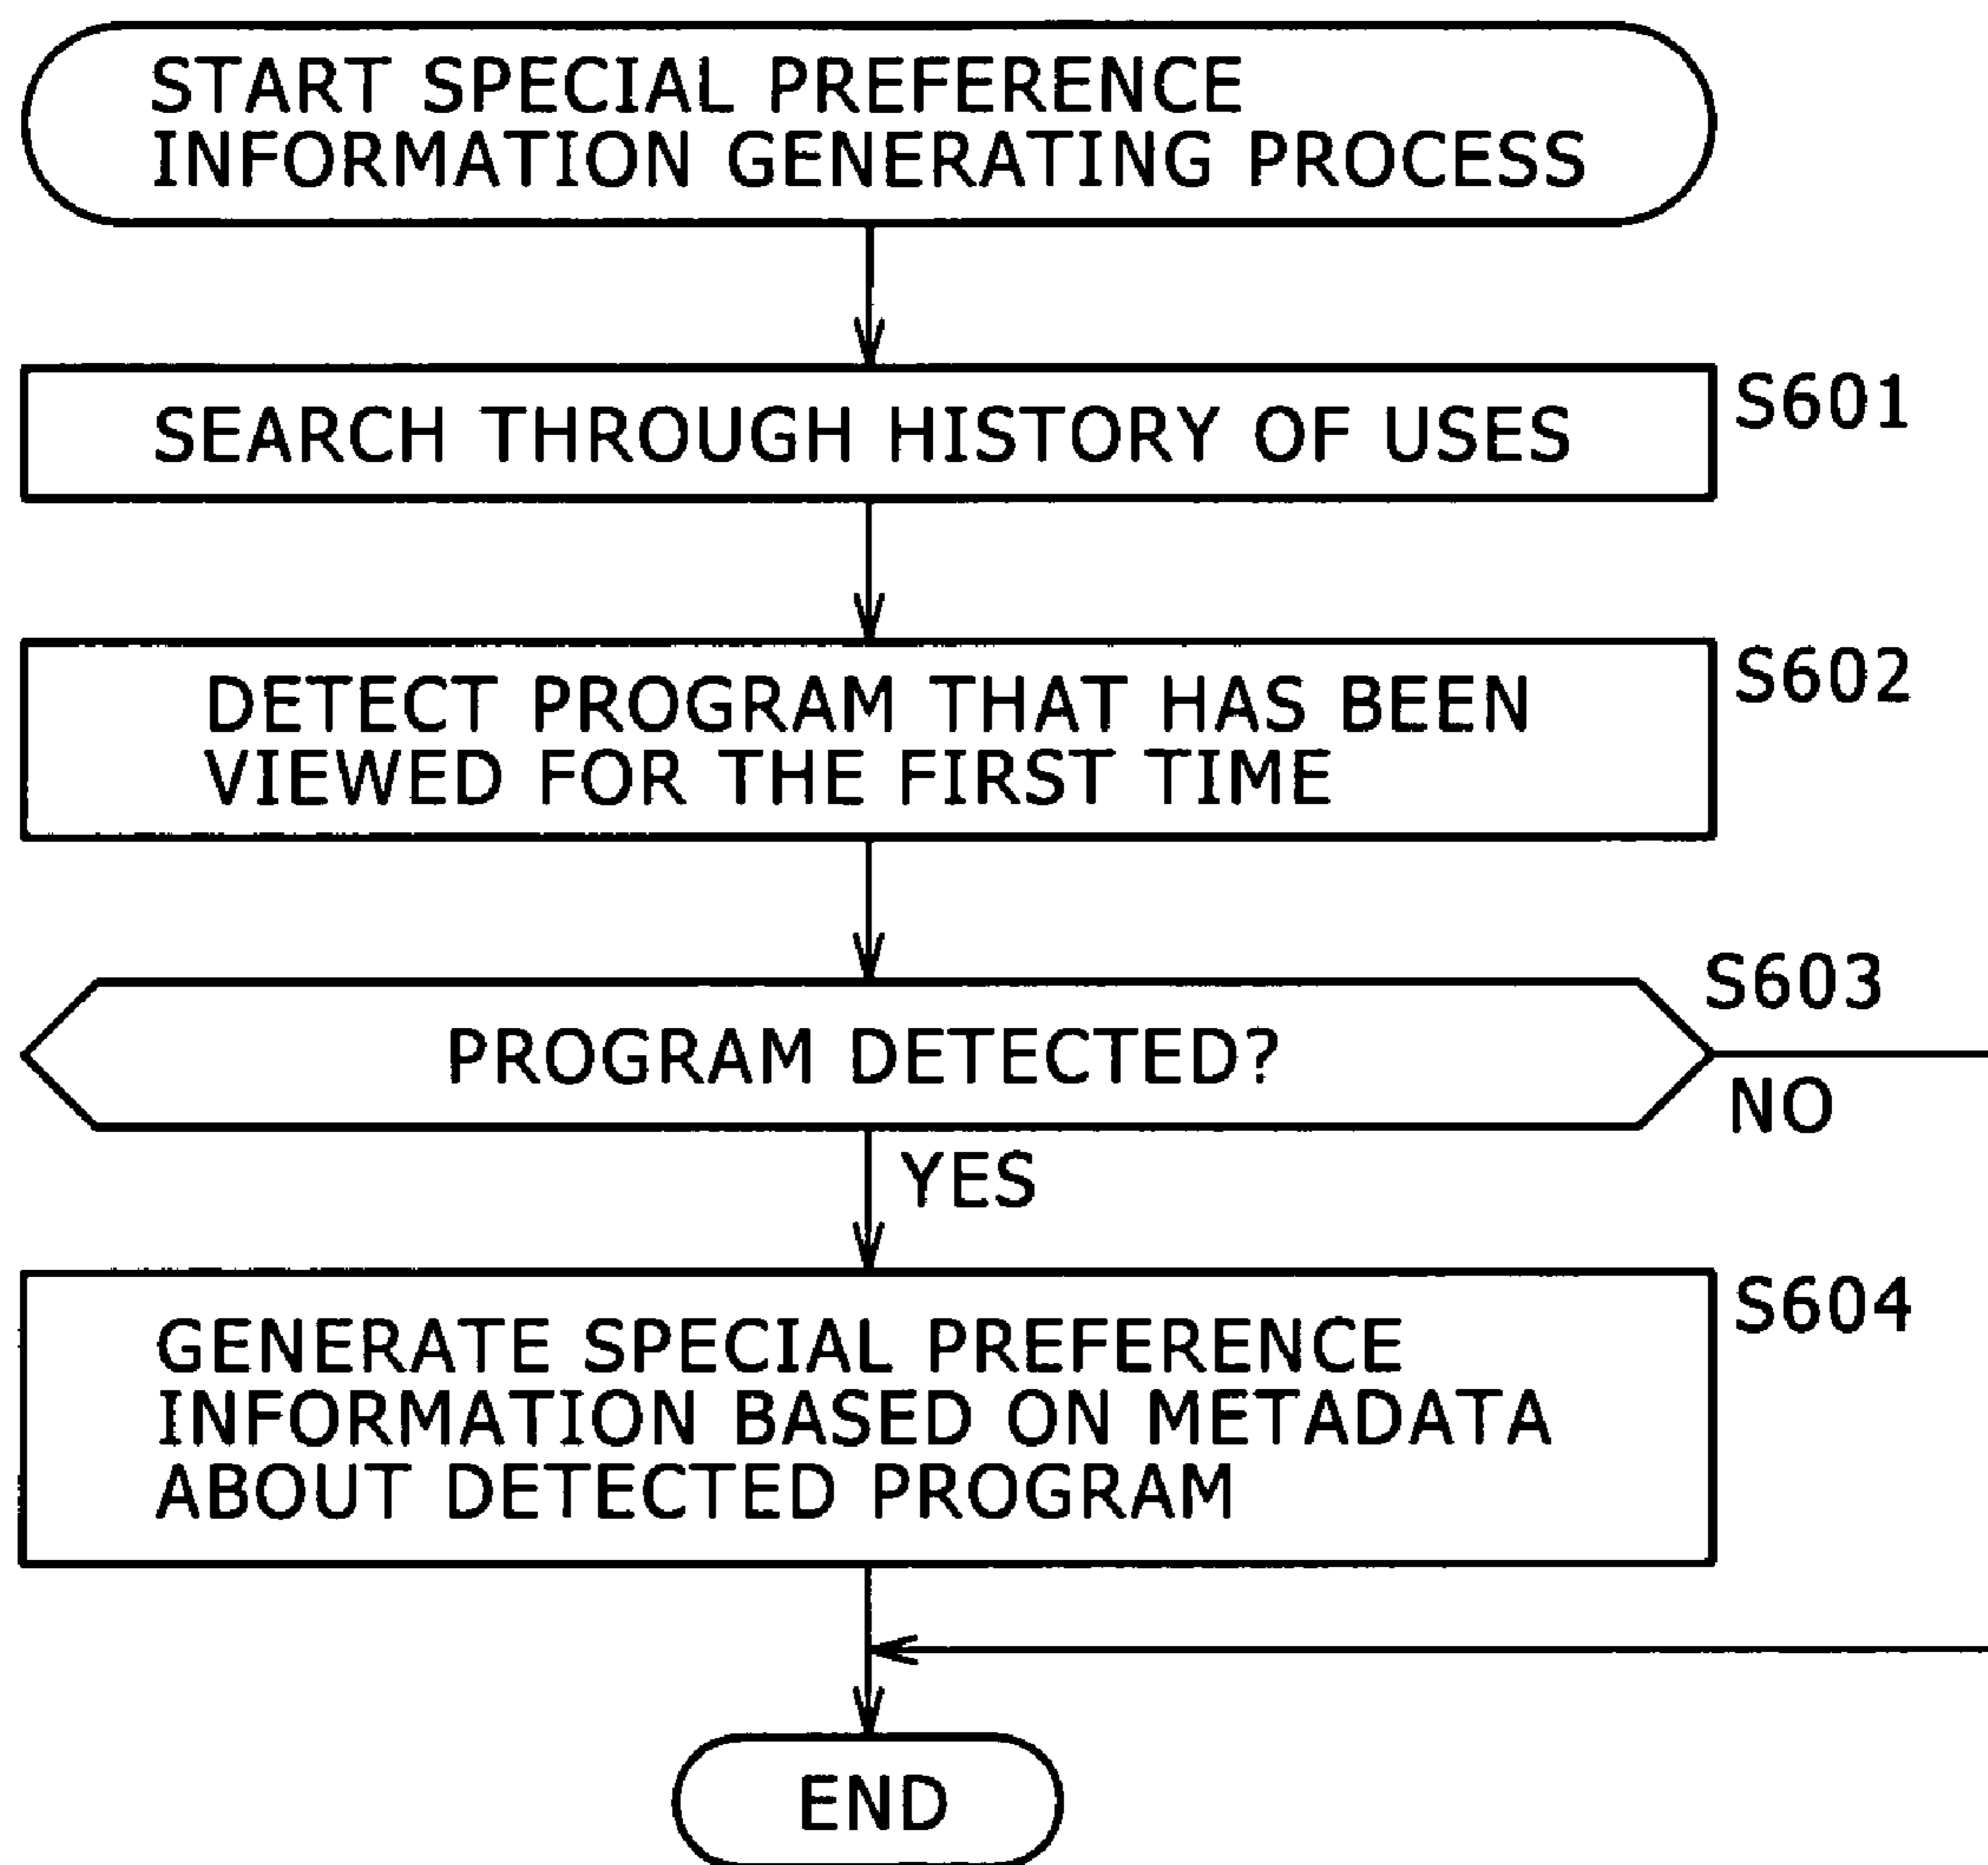 START SPECIAL PREFERENCE
INFORMATION GENERATING PROCESS
SEARCH THROUGH HISTORY OF USES
S601
DETECT PROGRAM THAT HAS BEEN
VIEWED FOR THE FIRST TIME
S602
S603
PROGRAM DETECTED?
NO
YES
GENERATE SPECIAL PREFERENCE
INFORMATION BASED ON METADATA
ABOUT DETECTED PROGRAM
S604
END